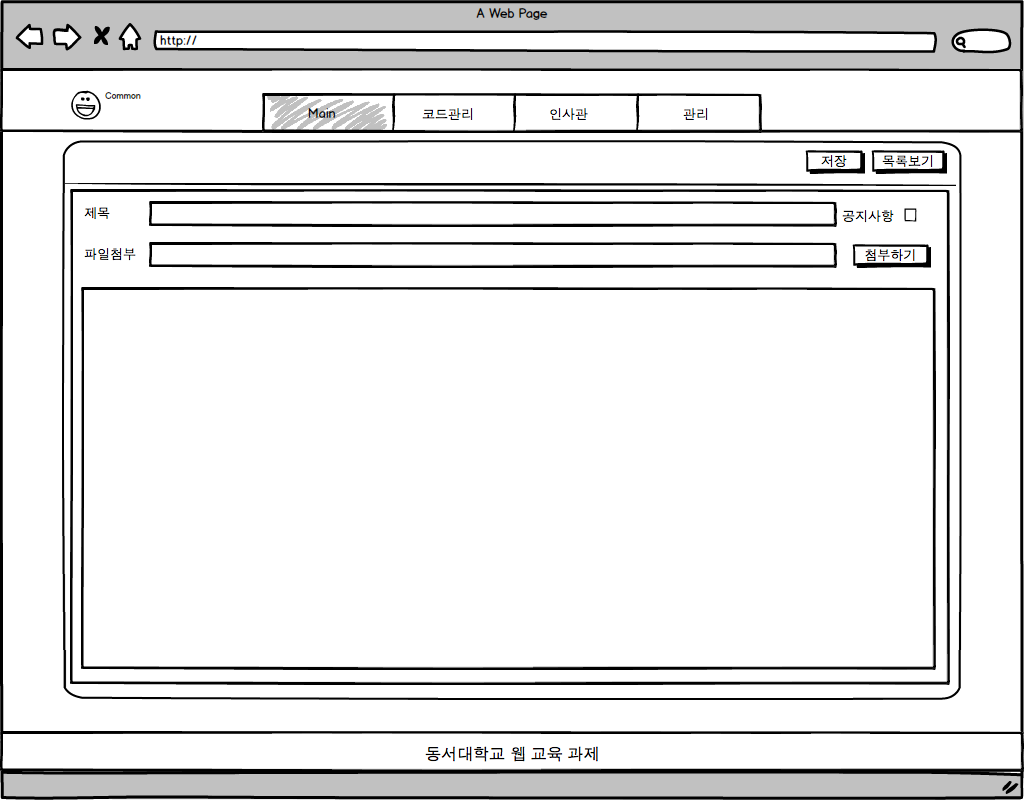 A Web Page
http://
Common
Main 코드관리 인사관 관리
저장 목록보기
제목 공지사항
파일첨부 첨부하기
동서대학교 웹 교육 과제